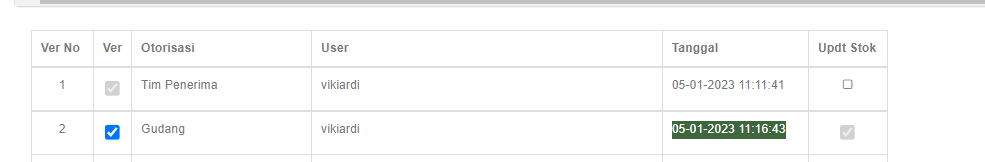 Ver No Ver Otorisasi User Tanggal Updt Stok
1 Tim Penerima vikiardi 05-01-2023 11:11:41
2 Gudang vikiardi 05-01-2023 11:16:43